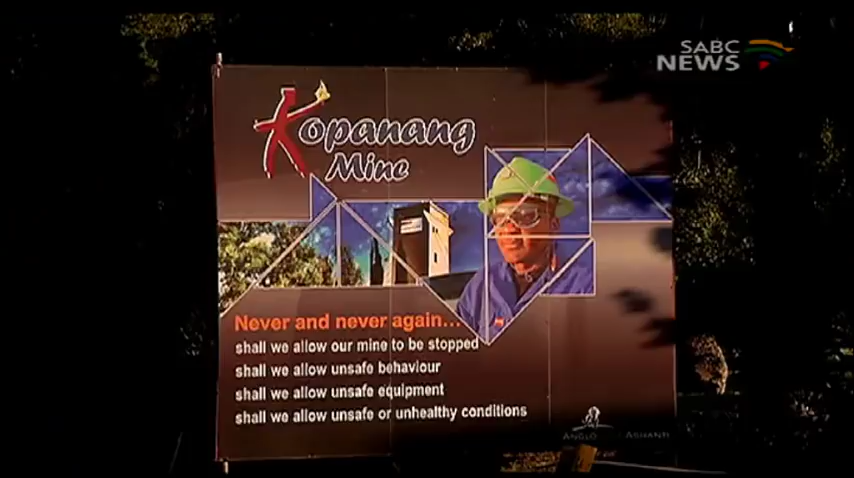 SABC
NEWS
Kopanang
Mine
Never and never again...
shall we allow our mine to be stopped
shall we allow unsafe behaviour
shall we allow unsafe equipment
shall we allow unsafe or unhealthy conditions
ANGLO ASHANTI